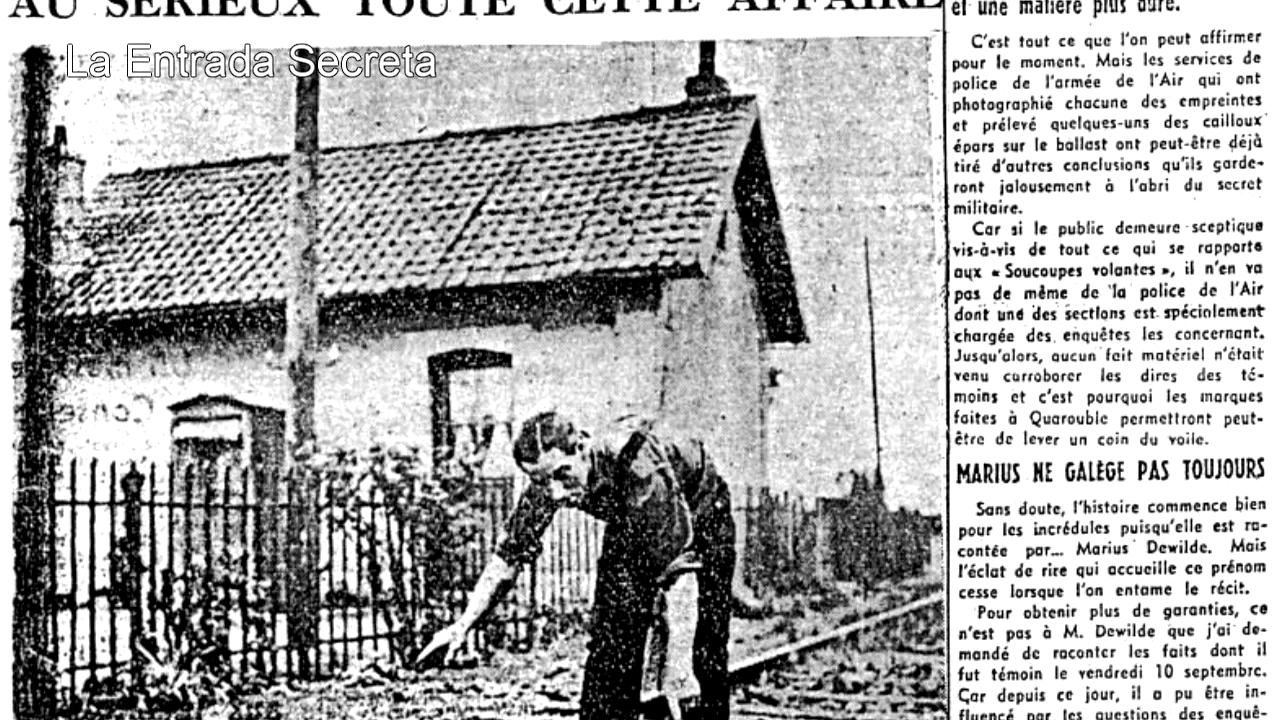 AU SÉRIEUX TOUTE CETTE AFFAIRE
La Entrada Secreta
et une matière plus dure.
C'est tout ce que l'on peut affirmer
pour le moment. Mais les services de
police de l'armée de l'Air qui ont
photographié chacune des empreintes
et prélevé quelques-uns des cailloux
épars sur le ballast ont peut-être déjà
tiré d'autres conclusions qu'ils garde-
ront jalousement à l'abri du secret
militaire.
Car si le public demeure sceptique
vis-à-vis de tout ce qui se rapporte
aux « Soucoupes volantes », il n'en va
pas de même de la police de l'Air
dont une des sections est spécialement
chargée des enquêtes les concernant.
Jusqu'alors, aucun fait matériel n'était
venu corroborer les dires des té-
moins et c'est pourquoi les marques
faites à Quarouble permettront peut-
être de lever un coin du voile.
MARIUS NE GALÈGE PAS TOUJOURS
Sans doute, l'histoire commence bien
pour les incrédules puisqu'elle est ra-
contée par... Marius Dewilde. Mais
l'éclat de rire qui accueille ce prénom
cesse lorsque l'on entame le récit.
Pour obtenir plus de garanties, ce
n'est pas à M. Dewilde que j'ai de-
mandé de raconter les faits dont il
fut témoin le vendredi 10 septembre.
Car depuis ce jour, il a pu être in-
fluencé par les questions des enquê-